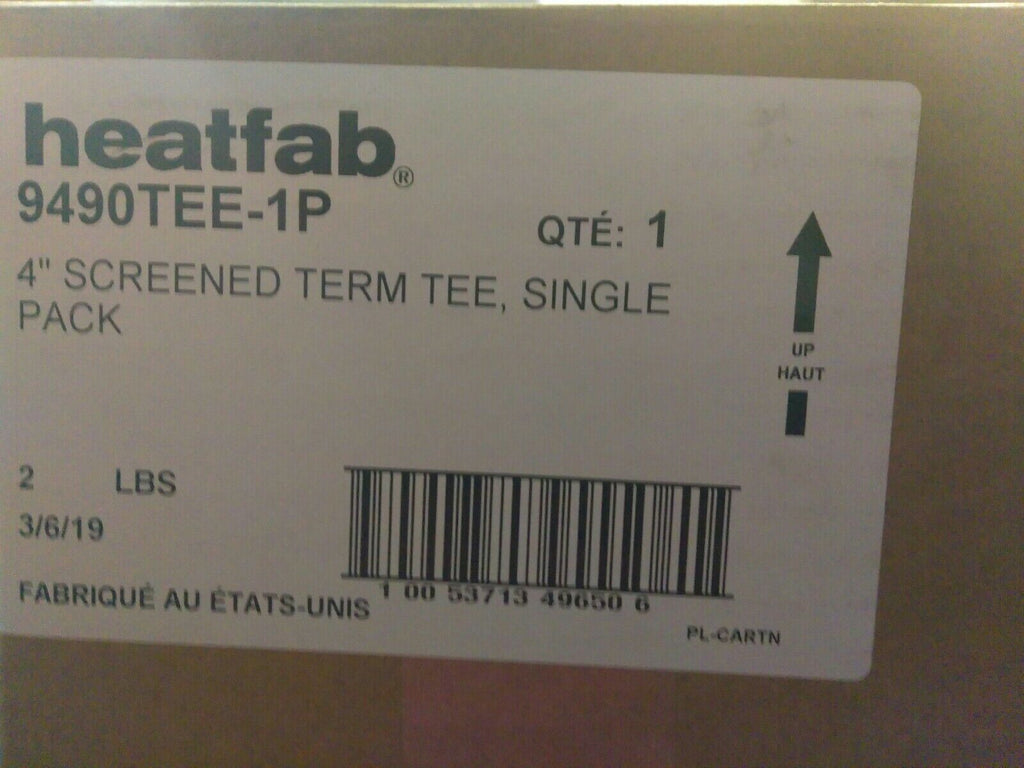 heatfab®
9490TEE-1P
QTÉ: 1
4" SCREENED TERM TEE, SINGLE
PACK
UP
HAUT
2 LBS
3/6/19
FABRIQUÉ AU ÉTATS-UNIS
1 00 53713 49650 6
PL-CARTN